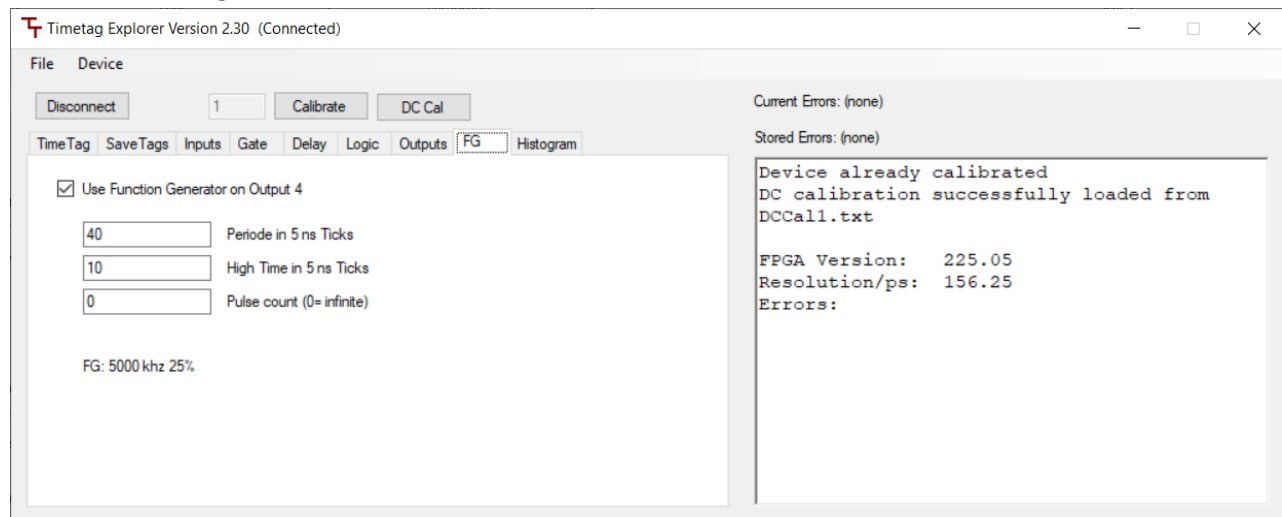 Timetag Explorer Version 2.30 (Connected)
File Device
Disconnect 1 Calibrate DC Cal
TimeTag SaveTags Inputs Gate Delay Logic Outputs FG Histogram
Use Function Generator on Output 4
40 Periode in 5 ns Ticks
10 High Time in 5 ns Ticks
0 Pulse count (0= infinite)
FG: 5000 khz 25%
Current Errors: (none)
Stored Errors: (none)
Device already calibrated
DC calibration successfully loaded from
DCCal1.txt
FPGA Version: 225.05
Resolution/ps: 156.25
Errors: